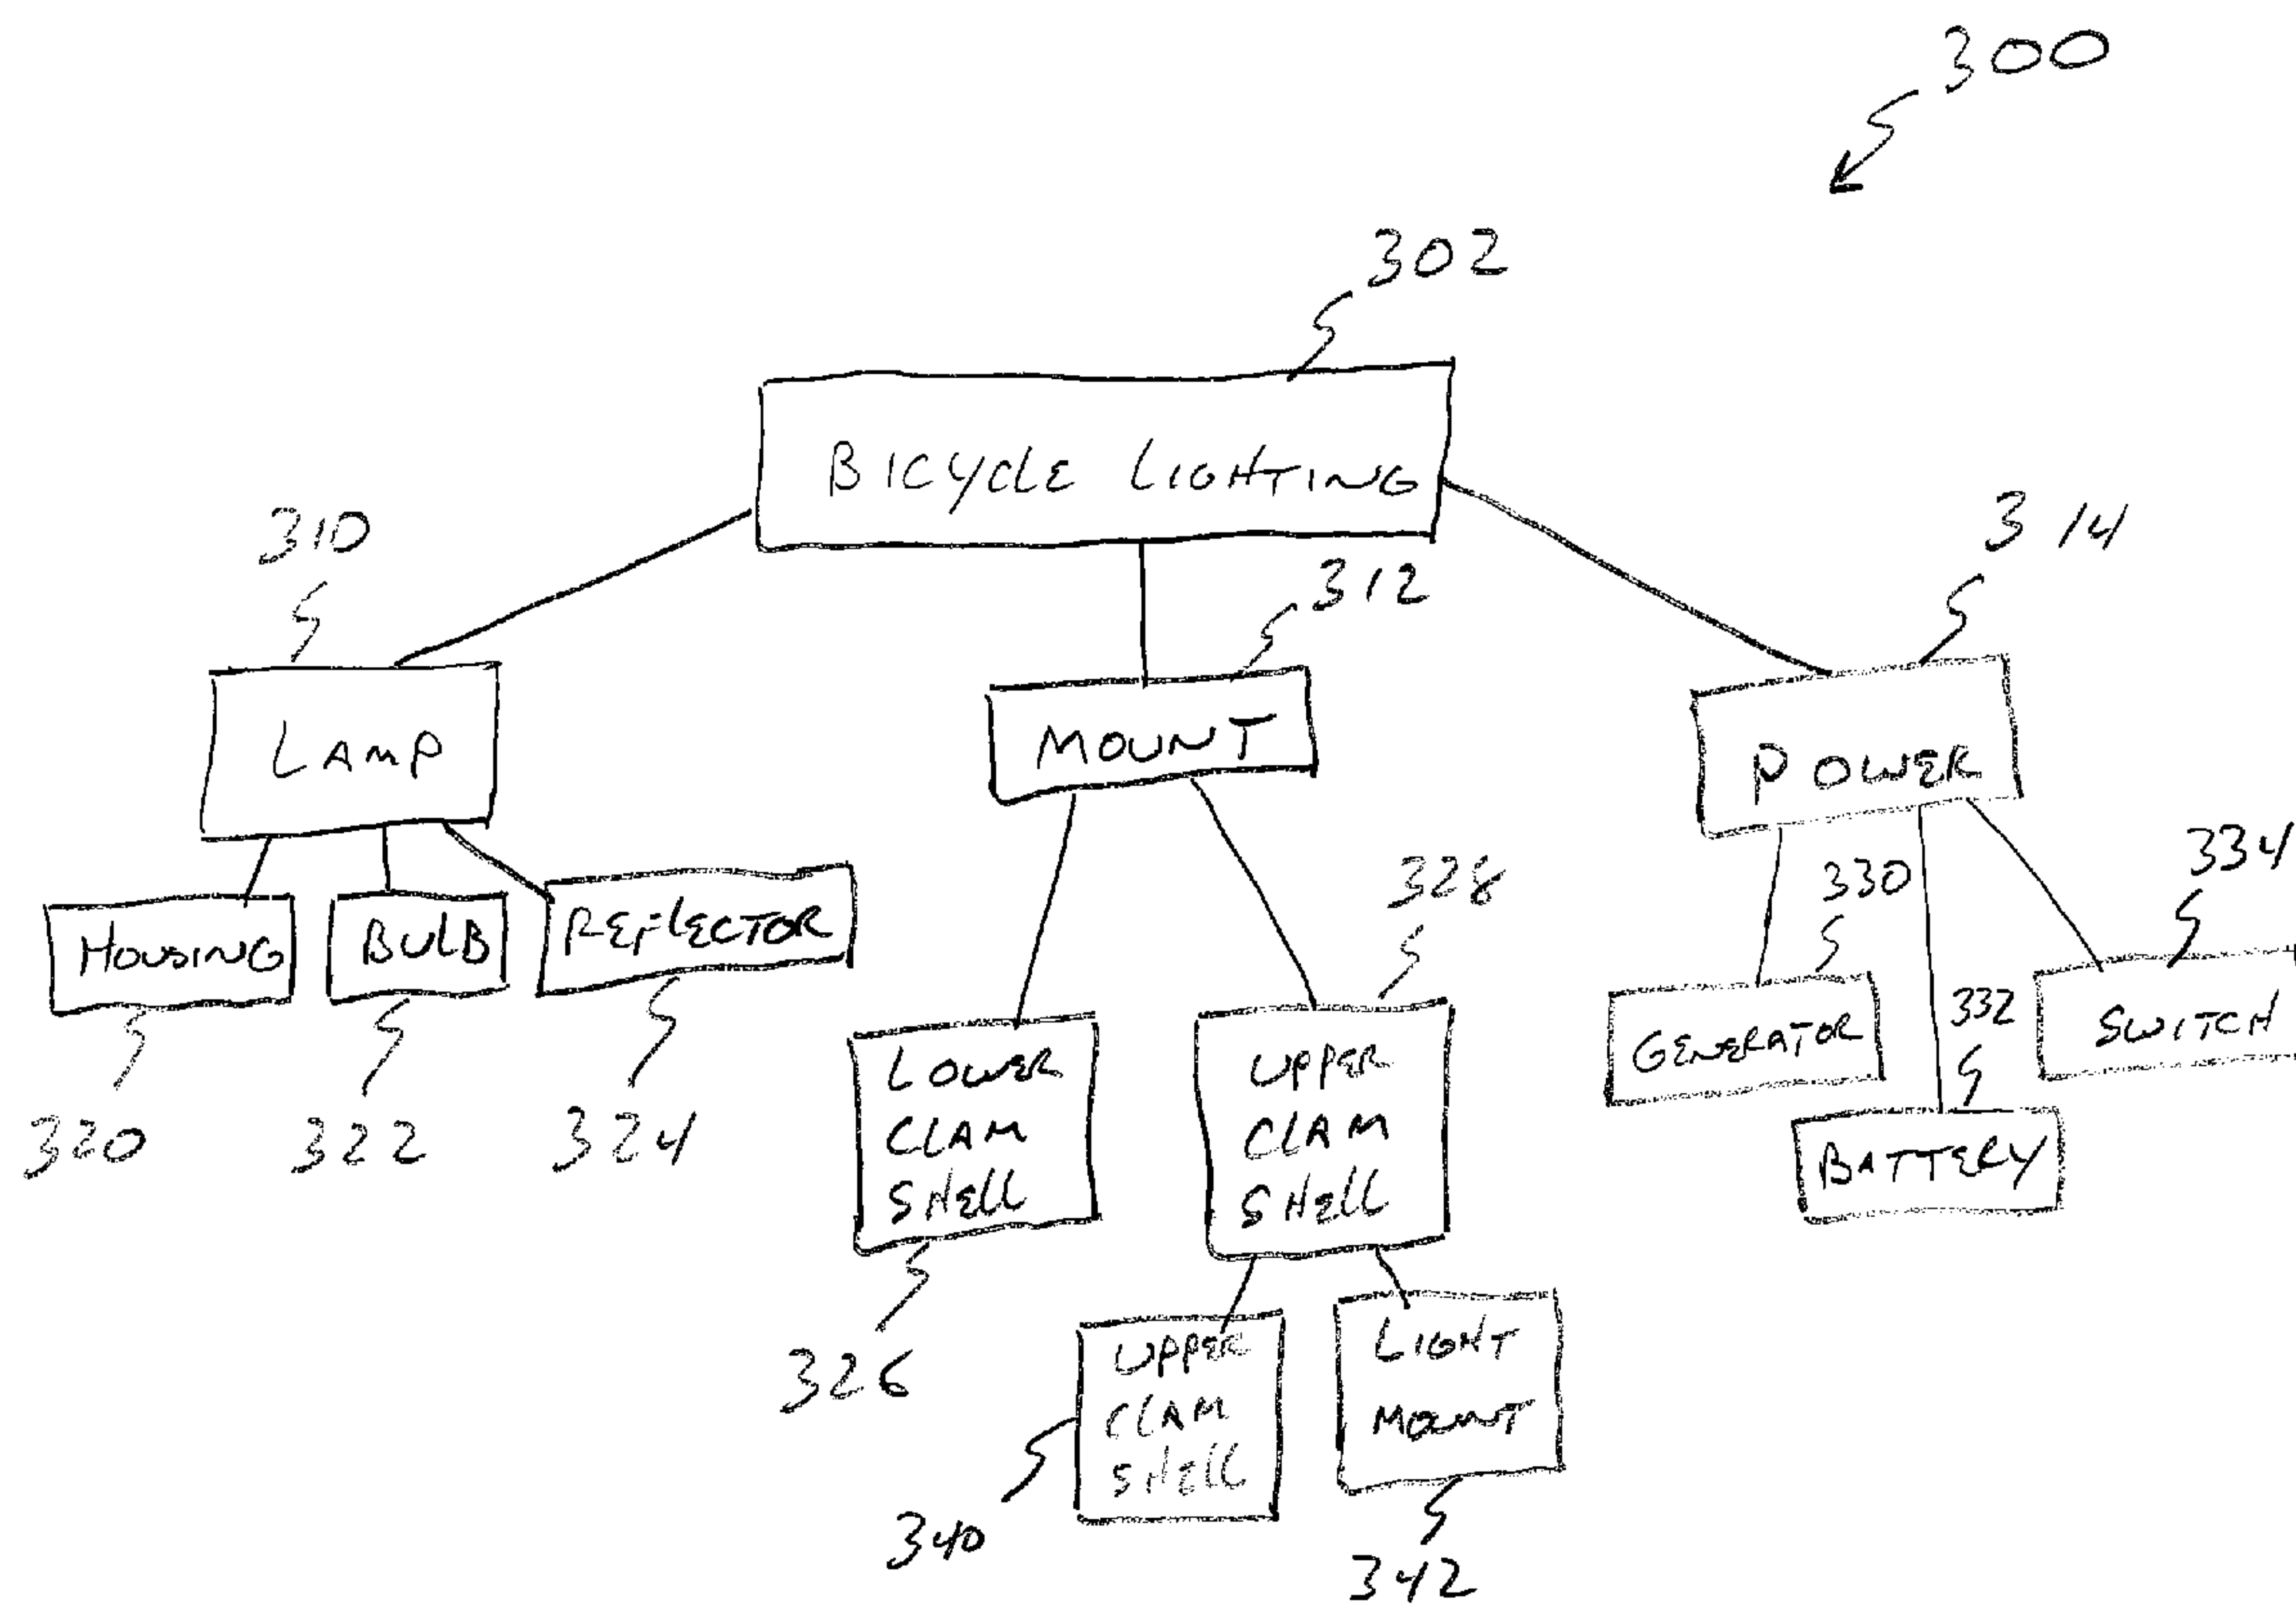 300
302
BICYCLE LIGHTING
310
312
314
LAMP
MOUNT
POWER
328
330
334
HOUSING
BULB
REFLECTOR
320
322
324
LOWER
CLAM
SHELL
UPPER
CLAM
SHELL
GENERATOR
332
SWITCH
BATTERY
326
UPPER
CLAM
SHELL
LIGHT
MOUNT
340
342